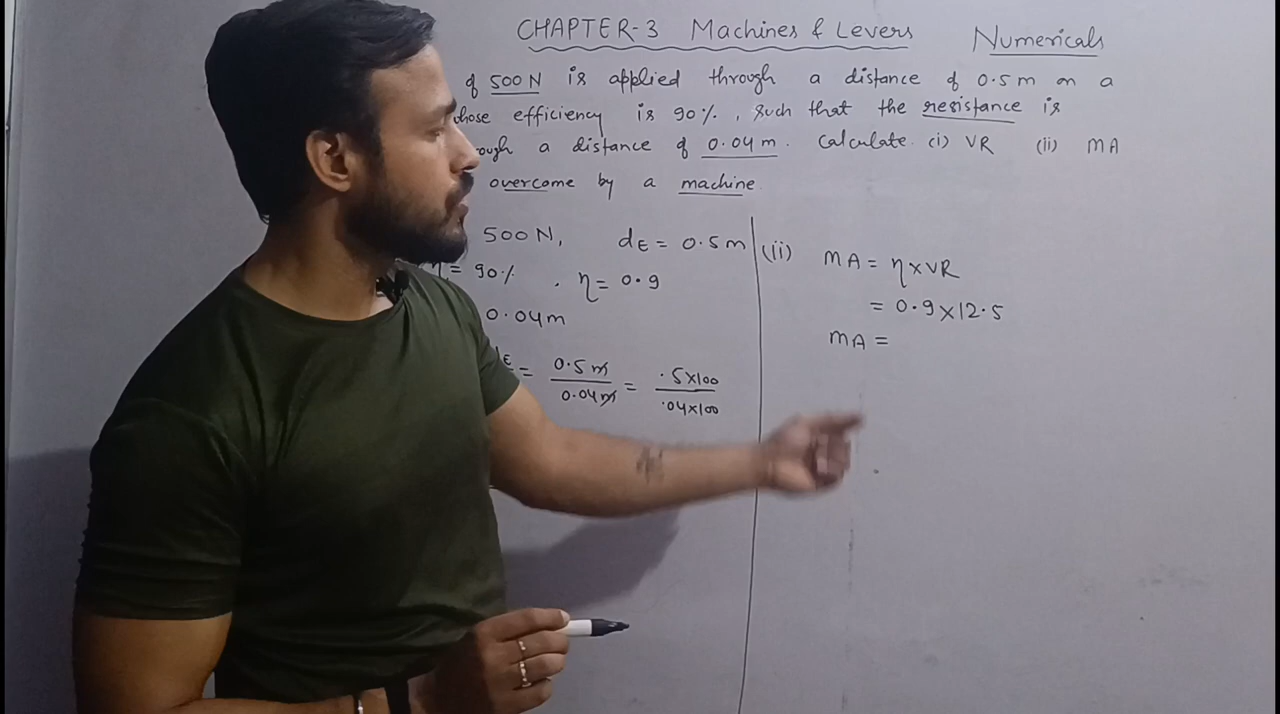 CHAPTER-3 Machines & Levers Numericals
of 500 N is applied through a distance of 0.5 m on a
whose efficiency is 90%, such that the resistance is
a distance of 0.04 m. Calculate (i) VR (ii) MA
overcome by a machine.
500 N, dE = 0.5 m
η = 90% . η = 0.9
0.04m
dE = 0.5 m / 0.04 m = .5×100 / .04×100
(ii) MA = η×VR
= 0.9×12.5
MA =